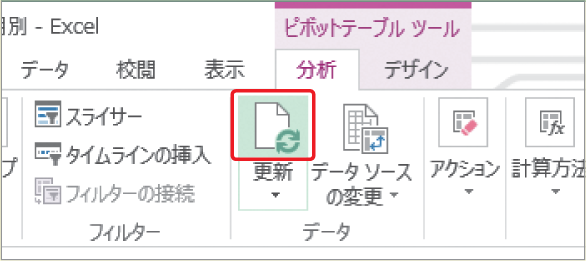 月別 - Excel
ピボットテーブル ツール
データ
校閲
表示
分析
デザイン
スライサー
タイムラインの挿入
フィルターの接続
フィルター
更新
データ ソース
の変更
データ
アクション
fx
計算方法
プ